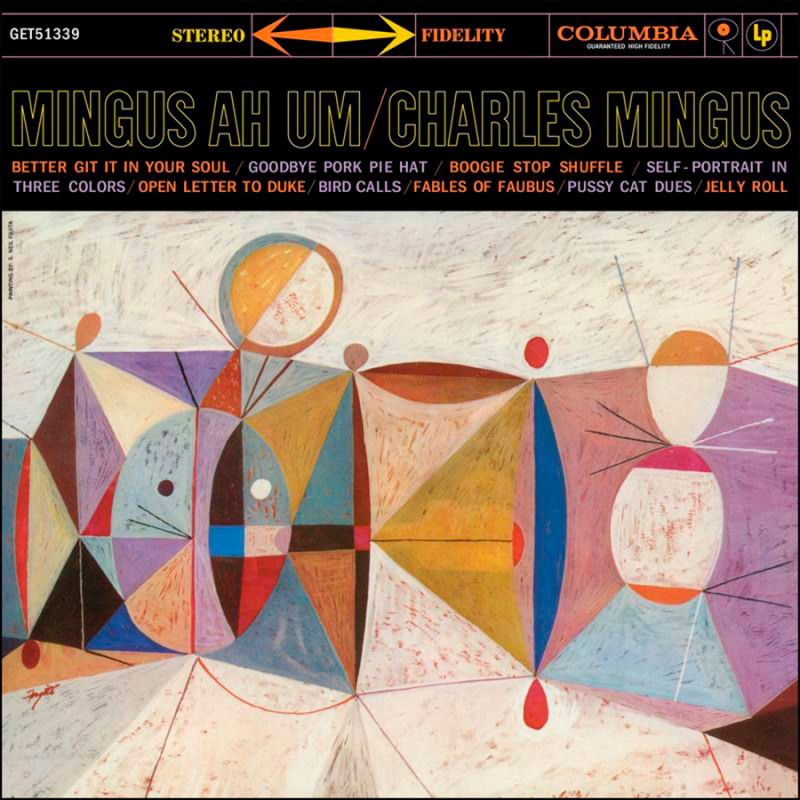 GET51339 STEREO FIDELITY COLUMBIA Lp
GUARANTEED HIGH FIDELITY
MINGUS AH UM/CHARLES MINGUS
BETTER GIT IT IN YOUR SOUL / GOODBYE PORK PIE HAT / BOOGIE STOP SHUFFLE / SELF-PORTRAIT IN
THREE COLORS/OPEN LETTER TO DUKE/BIRD CALLS/FABLES OF FAUBUS/PUSSY CAT DUES/JELLY ROLL
PAINTING BY: S. NEIL FUJITA
Fujita